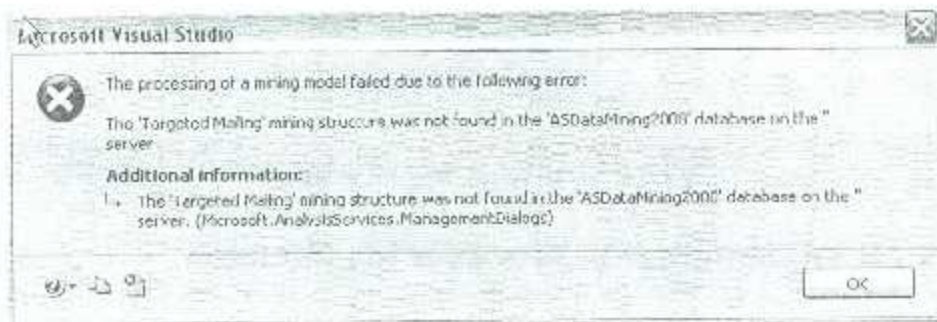 Microsoft Visual Studio
The processing of a mining model failed due to the following error:
The 'Targeted Mailing' mining structure was not found in the 'ASDataMining2008' database on the ''
server
Additional information:
The 'Targeted Mailing' mining structure was not found in the 'ASDataMining2008' database on the ''
server. (Microsoft.AnalysisServices.ManagementDialogs)
OK